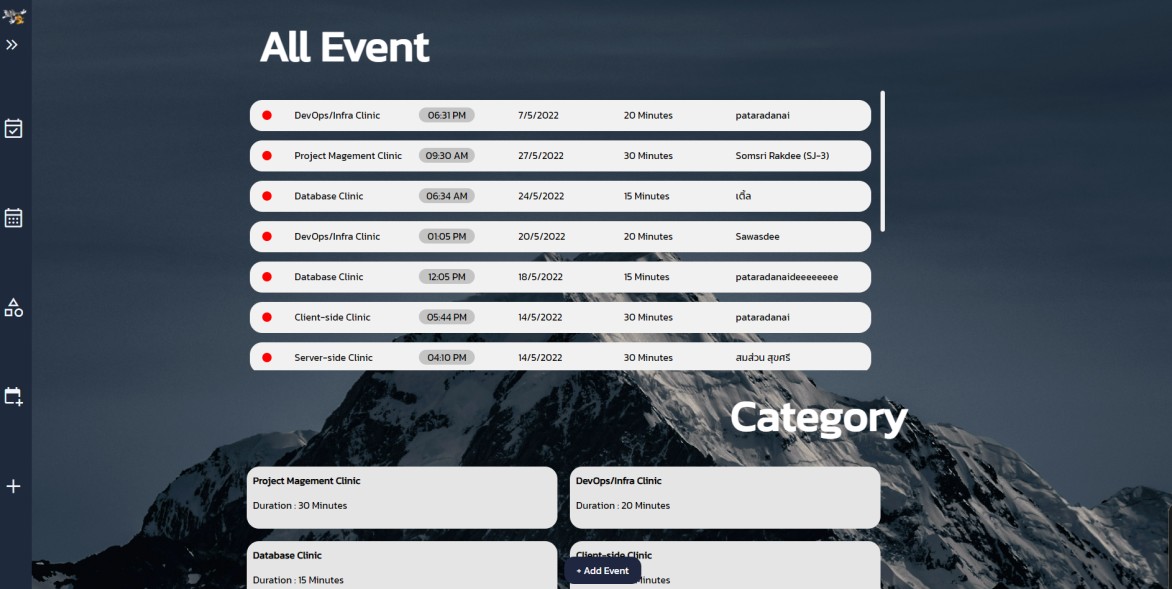 All Event
DevOps/Infra Clinic 06:31 PM 7/5/2022 20 Minutes pataradanai
Project Magement Clinic 09:30 AM 27/5/2022 30 Minutes Somsri Rakdee (SJ-3)
Database Clinic 06:34 AM 24/5/2022 15 Minutes
DevOps/Infra Clinic 01:05 PM 20/5/2022 20 Minutes Sawasdee
Database Clinic 12:05 PM 18/5/2022 15 Minutes pataradanaideeeeeeee
Client-side Clinic 05:44 PM 14/5/2022 30 Minutes pataradanai
Server-side Clinic 04:10 PM 14/5/2022 30 Minutes สมส่วน สุขศรี
Category
Project Magement Clinic DevOps/Infra Clinic
Duration : 30 Minutes Duration : 20 Minutes
Database Clinic Client-side Clinic
+ Add Event
Duration : 15 Minutes Minutes